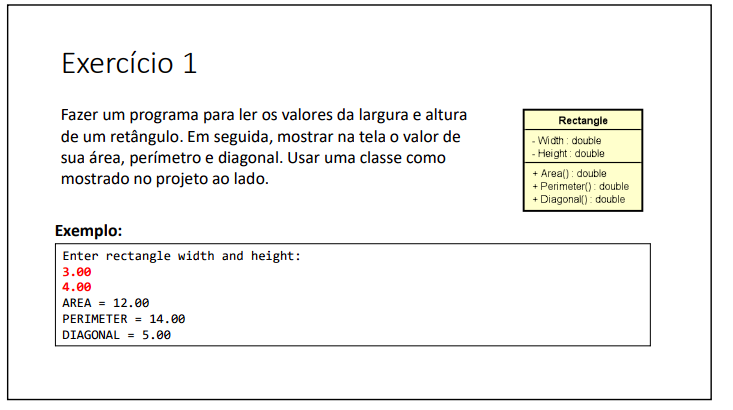 Exercício 1
Fazer um programa para ler os valores da largura e altura
de um retângulo. Em seguida, mostrar na tela o valor de
sua área, perímetro e diagonal. Usar uma classe como
mostrado no projeto ao lado.
Rectangle
- Width : double
- Height : double
+ Area() : double
+ Perimeter() : double
+ Diagonal() : double
Exemplo:
Enter rectangle width and height:
3.00
4.00
AREA = 12.00
PERIMETER = 14.00
DIAGONAL = 5.00